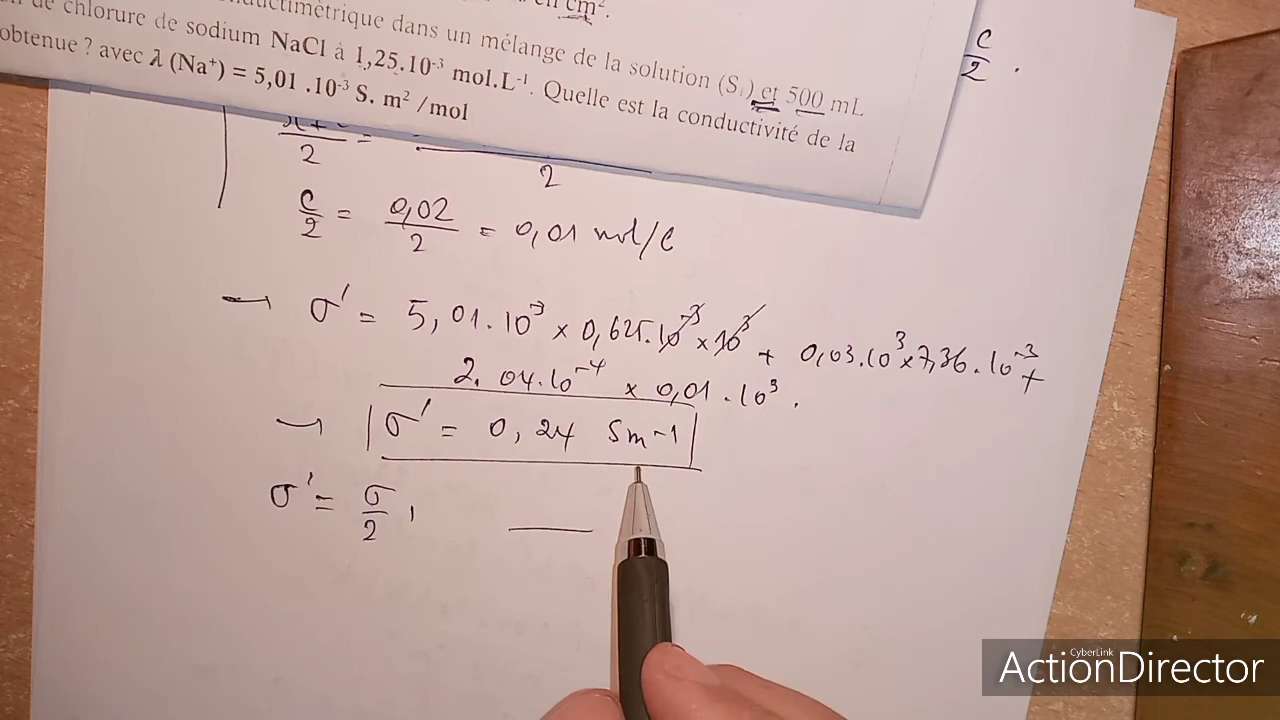 cm².
conductimétrique dans un mélange de la solution (S₁) et 500 mL
de chlorure de sodium NaCl à 1,25.10⁻³ mol.L⁻¹. Quelle est la conductivité de la
obtenue ? avec λ (Na⁺) = 5,01 .10⁻³ S. m² /mol
c/2 .
/2 = /2
c/2 = 0,02/2 = 0,01 mol/l
→ σ' = 5,01.10⁻³ × 0,625.10⁻³ × 10³ + 0,03.10³ × 7,36.10⁻³ +
2.04.10⁻⁴ × 0,01.10³ .
→ σ' = 0,24 Sm⁻¹
σ' = σ/2 ,
CyberLink
ActionDirector